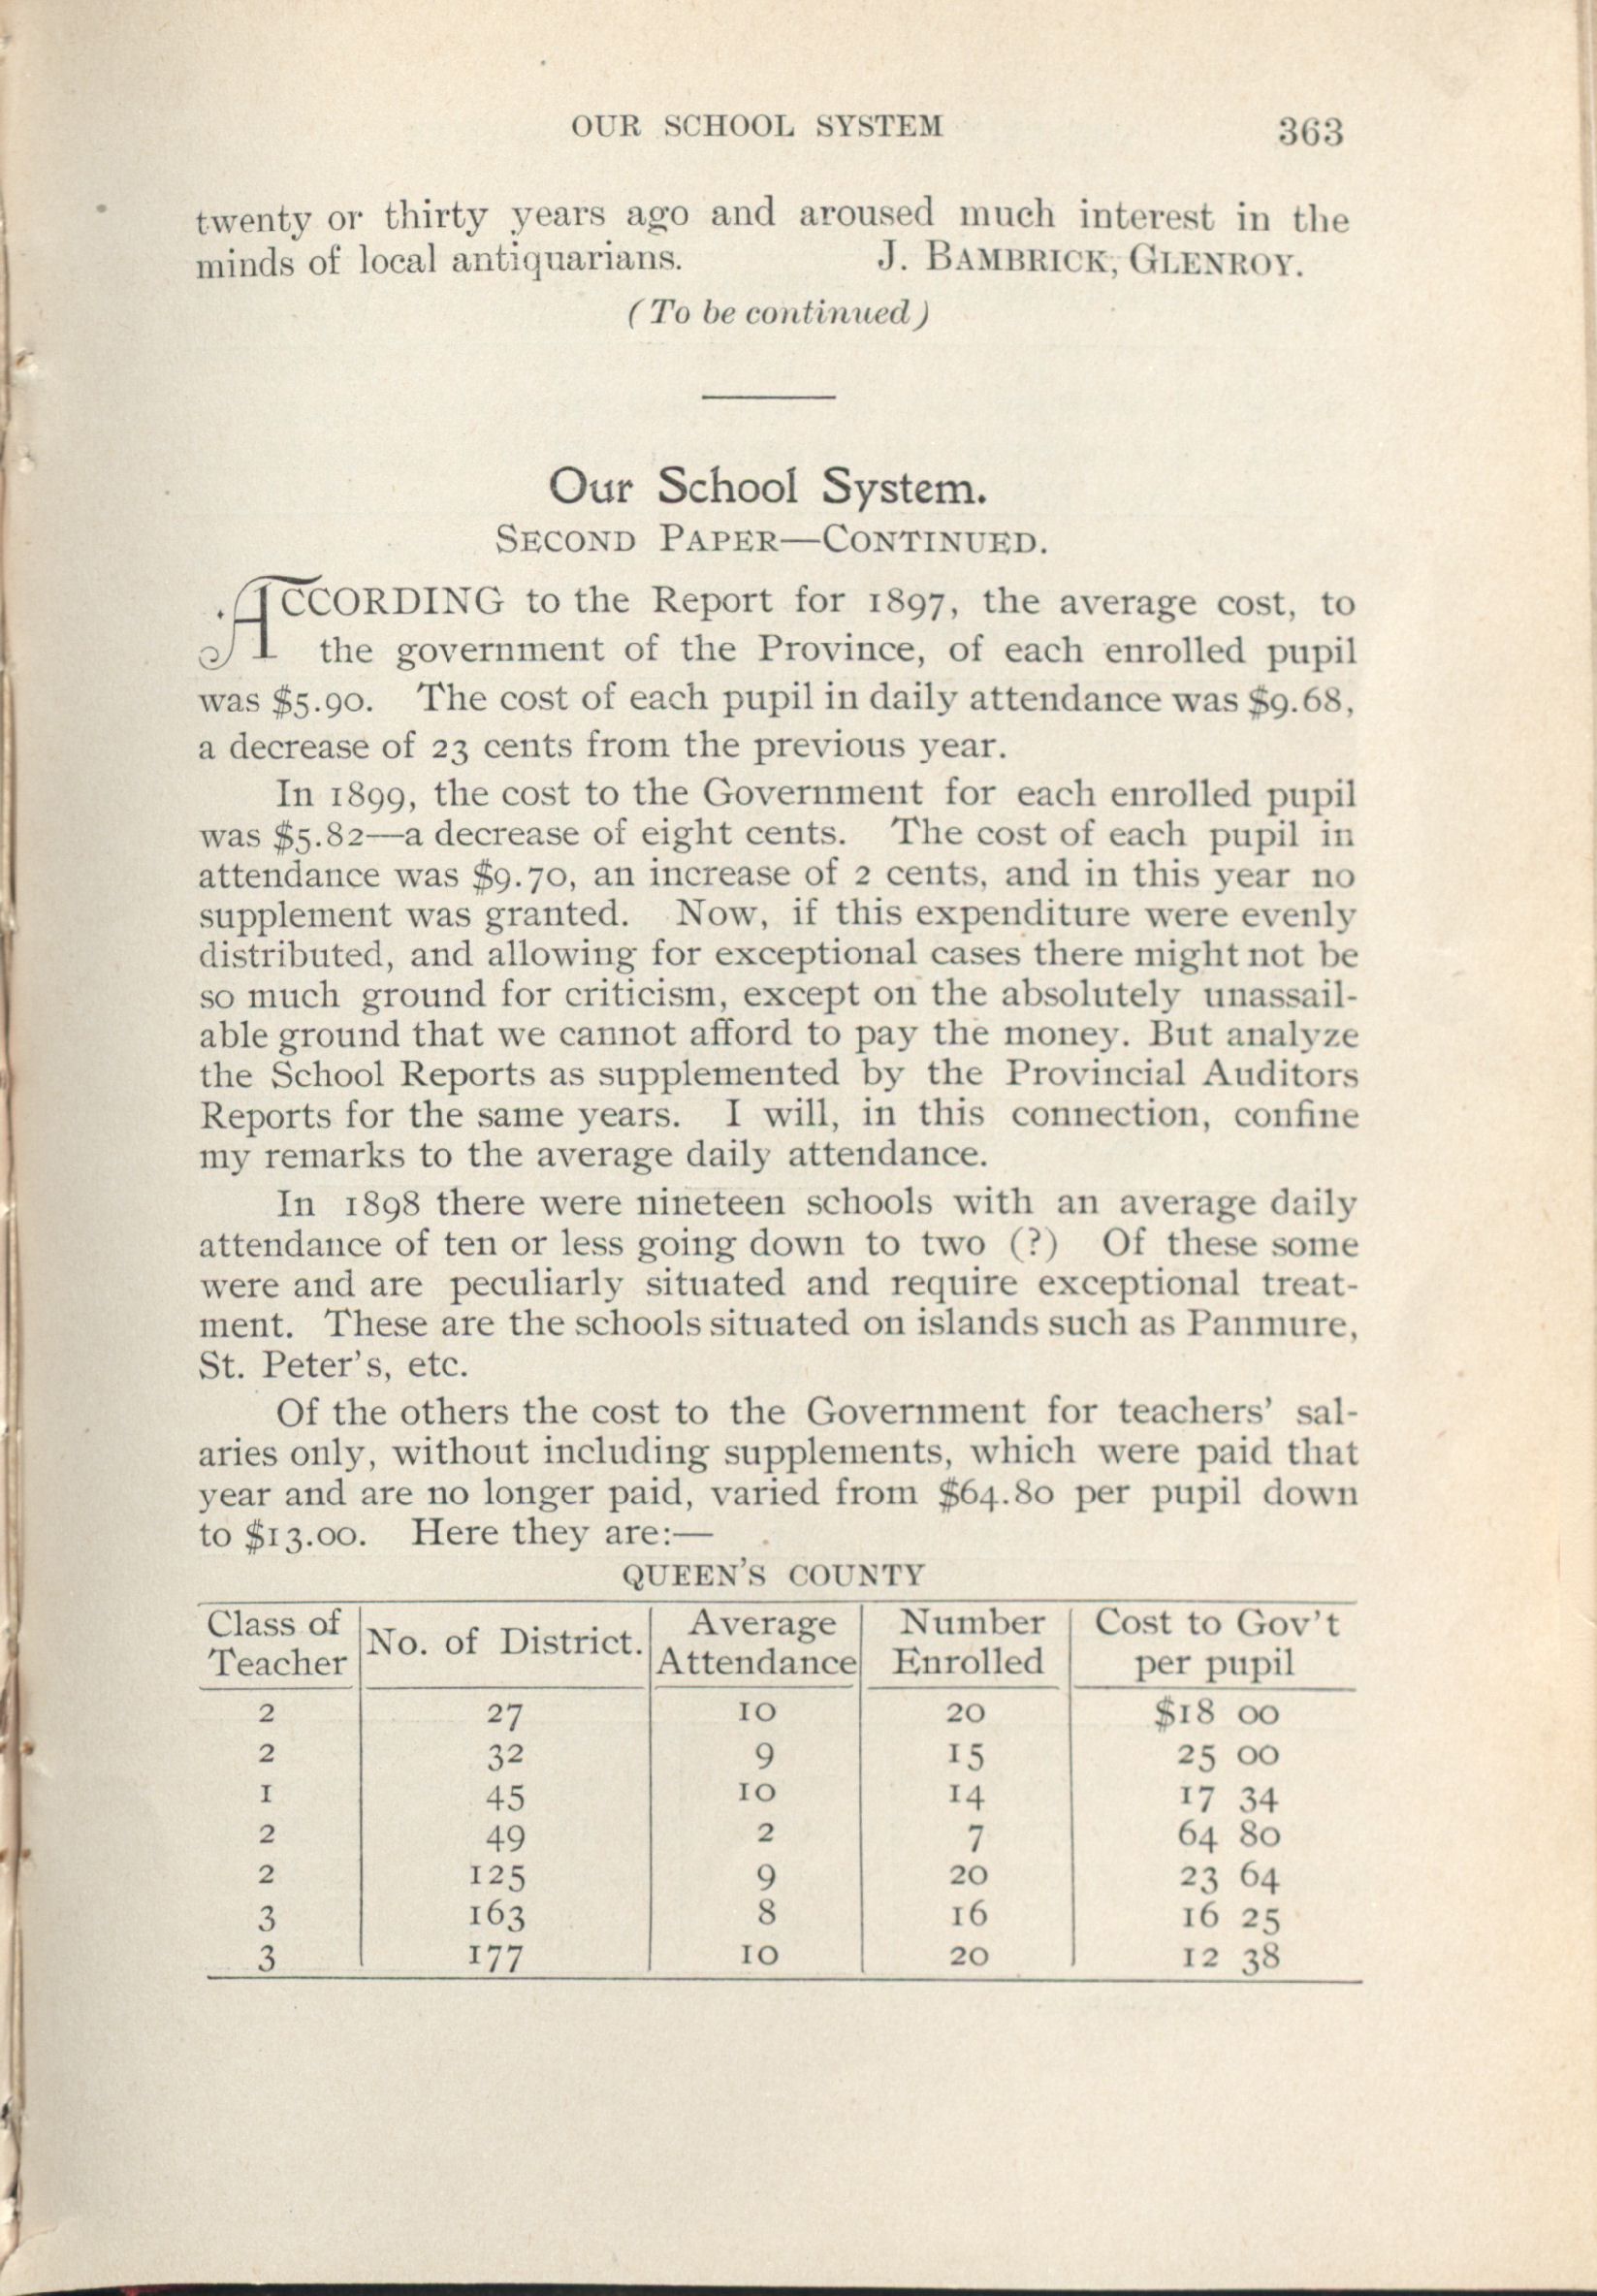 OUR SCHOOL SYSTEM 363
twenty or thirty years ago and aroused much interest in the
minds of local antiquarians. J. BAMBRICK, GLENROY.
(To be continued)
Our School System.
SECOND PAPER—CONTINUED.
ACCORDING to the Report for 1897, the average cost, to
the government of the Province, of each enrolled pupil
was $5.90. The cost of each pupil in daily attendance was $9.68,
a decrease of 23 cents from the previous year.
In 1899, the cost to the Government for each enrolled pupil
was $5.82—a decrease of eight cents. The cost of each pupil in
attendance was $9.70, an increase of 2 cents, and in this year no
supplement was granted. Now, if this expenditure were evenly
distributed, and allowing for exceptional cases there might not be
so much ground for criticism, except on the absolutely unassail-
able ground that we cannot afford to pay the money. But analyze
the School Reports as supplemented by the Provincial Auditors
Reports for the same years. I will, in this connection, confine
my remarks to the average daily attendance.
In 1898 there were nineteen schools with an average daily
attendance of ten or less going down to two (?) Of these some
were and are peculiarly situated and require exceptional treat-
ment. These are the schools situated on islands such as Panmure,
St. Peter's, etc.
Of the others the cost to the Government for teachers' sal-
aries only, without including supplements, which were paid that
year and are no longer paid, varied from $64.80 per pupil down
to $13.00. Here they are:—
QUEEN'S COUNTY
Class of Teacher No. of District. Average Attendance Number Enrolled Cost to Gov't per pupil
2 27 10 20 $18 00
2 32 9 15 25 00
1 45 10 14 17 34
2 49 2 7 64 80
2 125 9 20 23 64
3 163 8 16 16 25
3 177 10 20 12 38